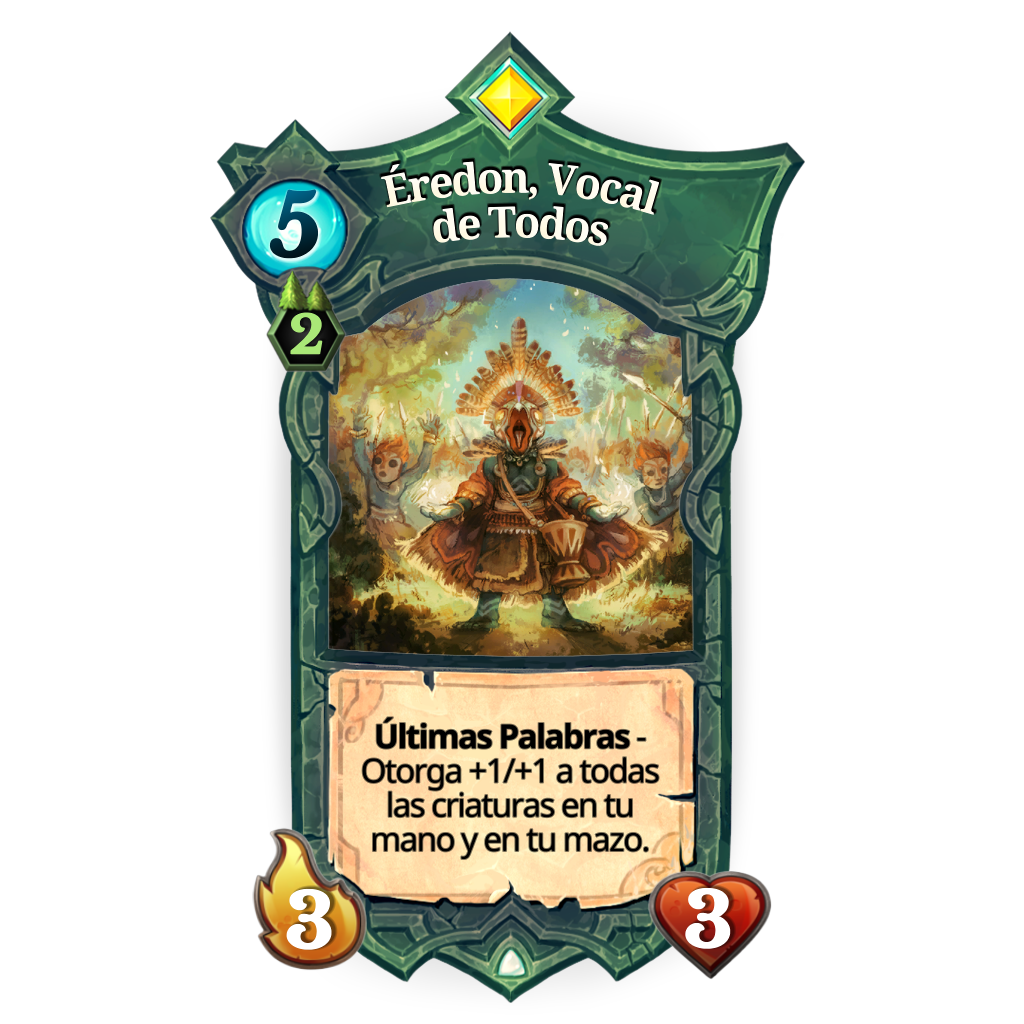 5
Éredon, Vocal
de Todos
2
Últimas Palabras -
Otorga +1/+1 a todas
las criaturas en tu
mano y en tu mazo.
3
3